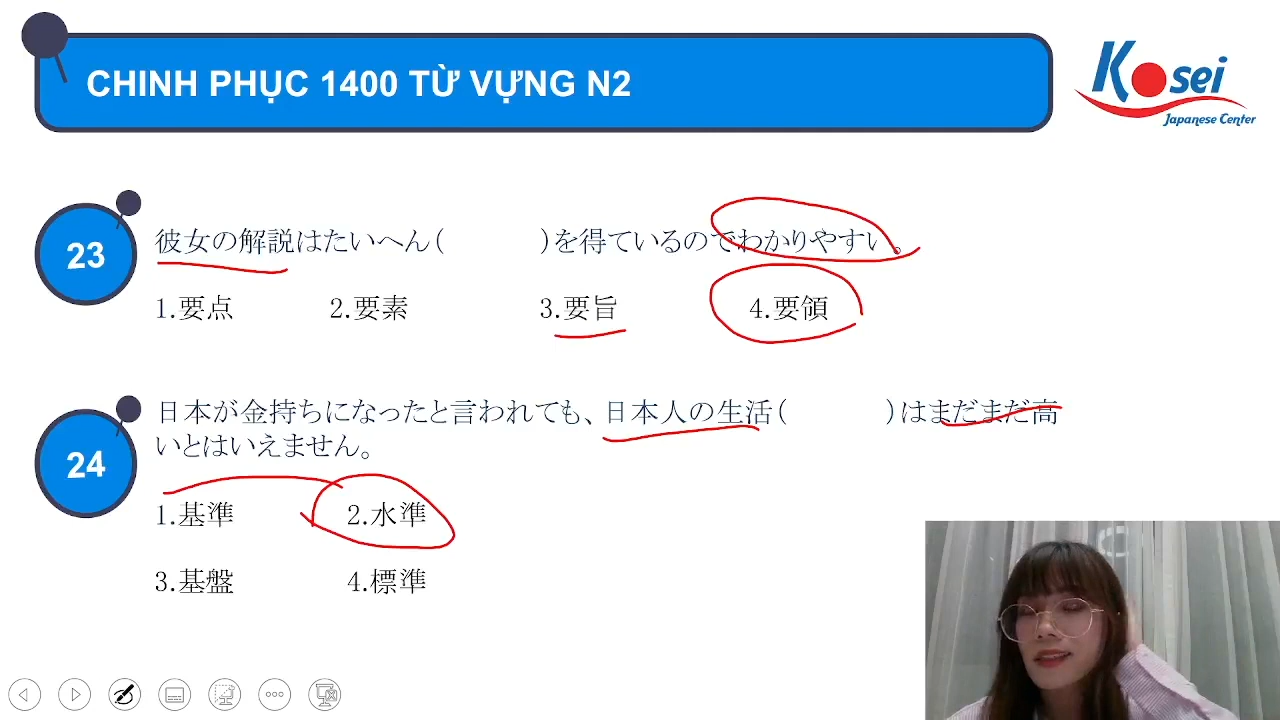 CHINH PHỤC 1400 TỪ VỰNG N2
Kosei
Japanese Center
23
彼女の解説はたいへん( )を得ているのでわかりやすい。
1.要点 2.要素 3.要旨 4.要領
24
日本が金持ちになったと言われても、日本人の生活( )はまだまだ高
いとはいえません。
1.基準 2.水準
3.基盤 4.標準